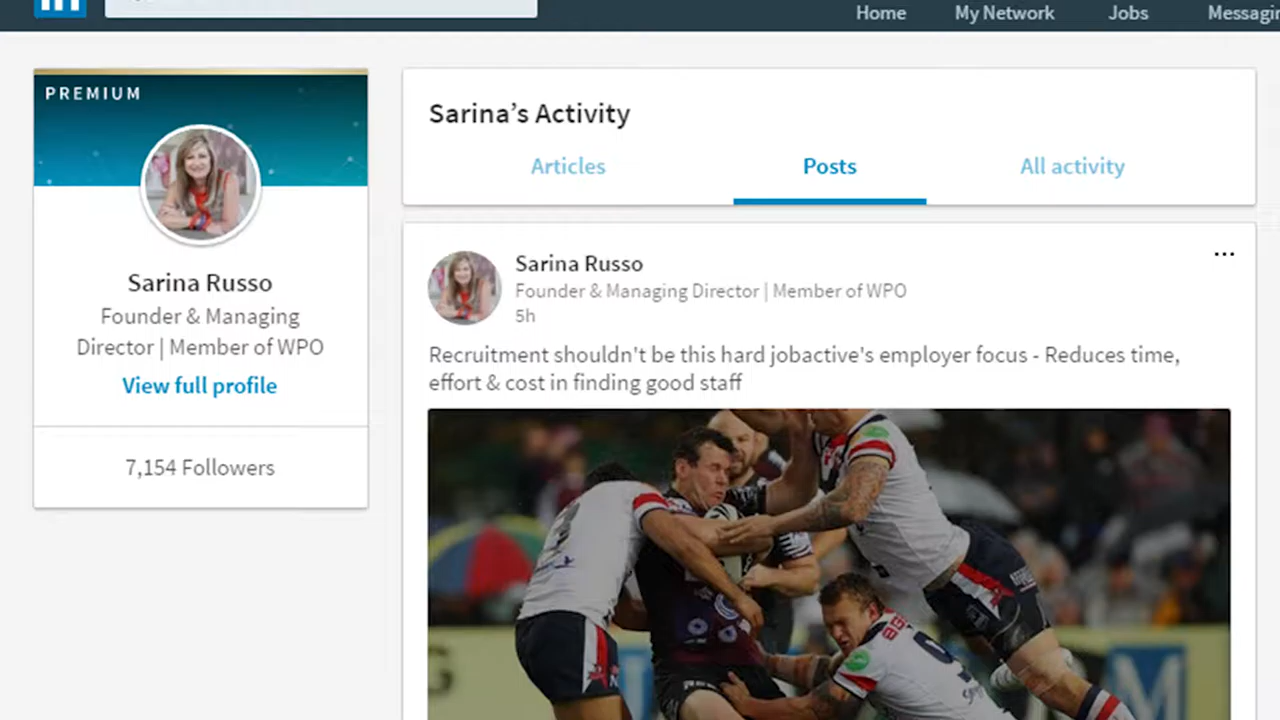 in
Home
My Network
Jobs
PREMIUM
Sarina's Activity
Articles
Posts
All activity
Sarina Russo
Founder & Managing
Director | Member of WPO
View full profile
7,154 Followers
Sarina Russo
Founder & Managing Director | Member of WPO
5h
Recruitment shouldn't be this hard jobactive's employer focus - Reduces time,
effort & cost in finding good staff